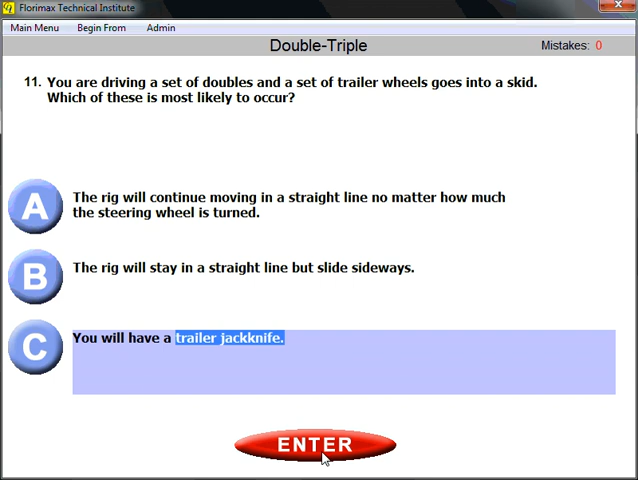 Florimax Technical Institute
Main Menu Begin From Admin
Double-Triple Mistakes: 0
11. You are driving a set of doubles and a set of trailer wheels goes into a skid.
Which of these is most likely to occur?
A The rig will continue moving in a straight line no matter how much
the steering wheel is turned.
B The rig will stay in a straight line but slide sideways.
C You will have a trailer jackknife.
ENTER